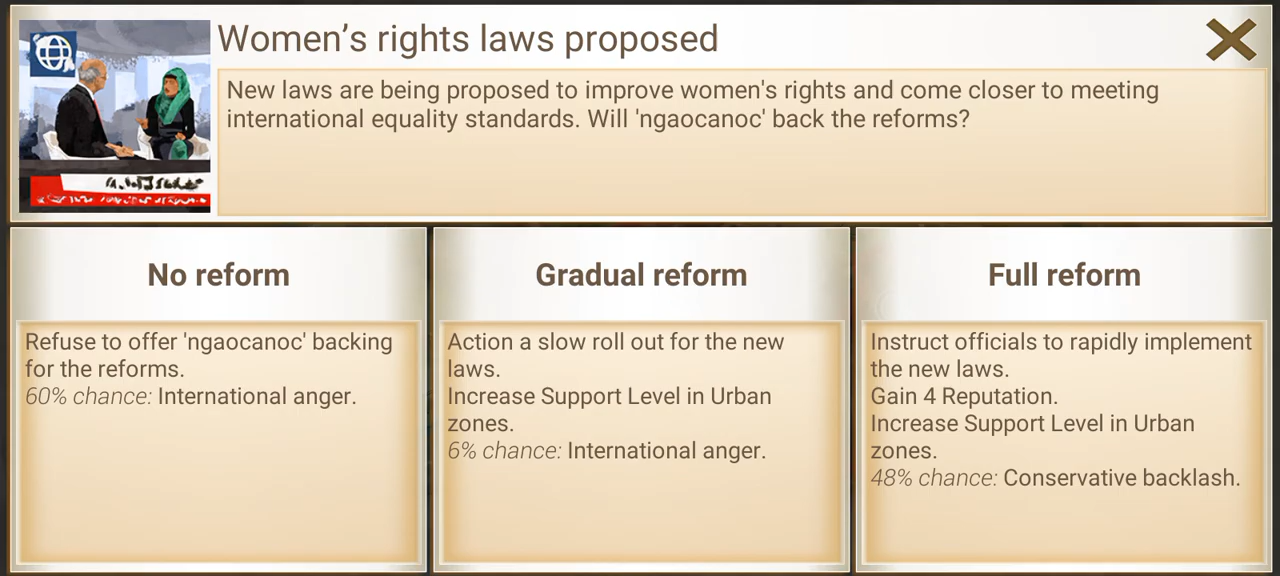 Women’s rights laws proposed
New laws are being proposed to improve women's rights and come closer to meeting
international equality standards. Will 'ngaocanoc' back the reforms?
No reform
Refuse to offer 'ngaocanoc' backing
for the reforms.
60% chance: International anger.
Gradual reform
Action a slow roll out for the new
laws.
Increase Support Level in Urban
zones.
6% chance: International anger.
Full reform
Instruct officials to rapidly implement
the new laws.
Gain 4 Reputation.
Increase Support Level in Urban
zones.
48% chance: Conservative backlash.